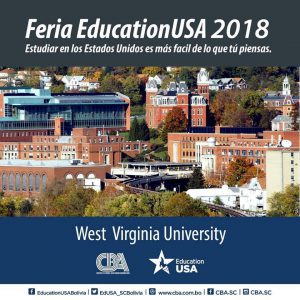 Feria EducationUSA 2018
Estudiar en los Estados Unidos es más facil de lo que tú piensas.
West Virginia University
CBA
Education
USA
EducationUSABolivia | EdUSA_SCBolivia | www.cba.com.bo | CBA-SC | CBA.SC